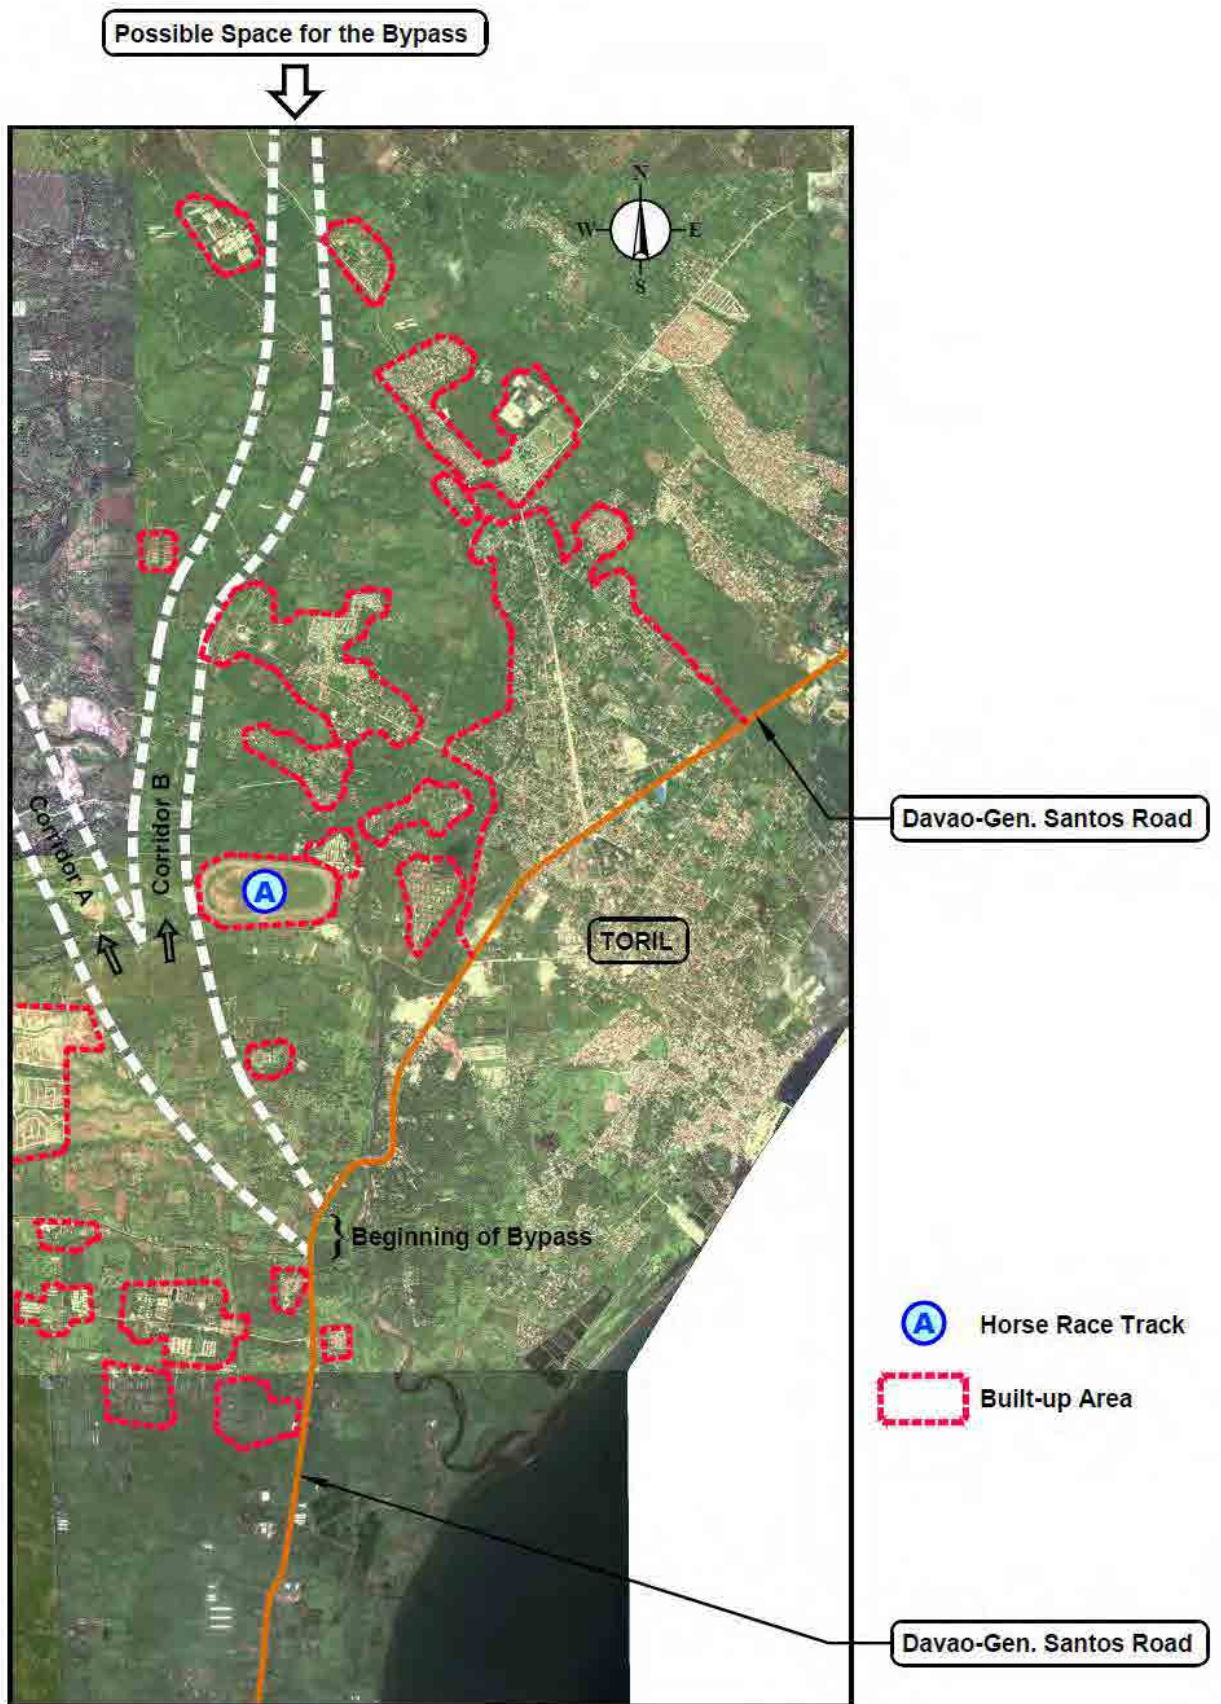 Possible Space for the Bypass
N
W
E
S
Corridor A
Corridor B
A
Davao-Gen. Santos Road
TORIL
Beginning of Bypass
A Horse Race Track
Built-up Area
Davao-Gen. Santos Road